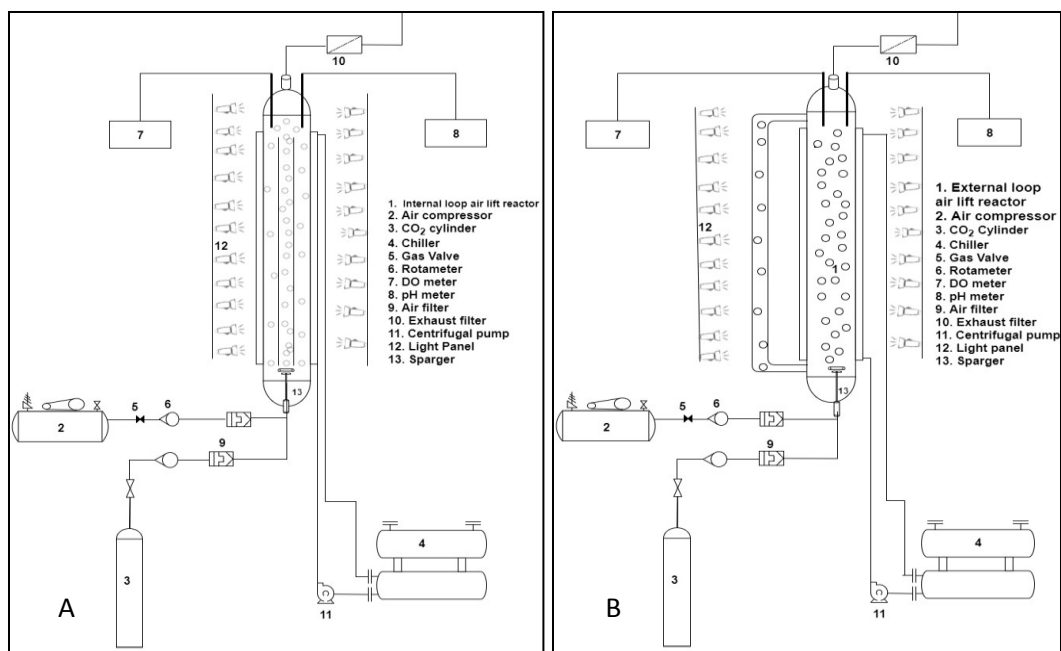 10
7
8
12
1. Internal loop air lift reactor
2. Air compressor
3. CO₂ cylinder
4. Chiller
5. Gas Valve
6. Rotameter
7. DO meter
8. pH meter
9. Air filter
10. Exhaust filter
11. Centrifugal pump
12. Light Panel
13. Sparger
13
5
6
2
9
4
3
11
A
10
7
8
12
1
1. External loop
air lift reactor
2. Air compressor
3. CO₂ Cylinder
4. Chiller
5. Gas Valve
6. Rotameter
7. DO meter
8. pH meter
9. Air filter
10. Exhaust filter
11. Centrifugal pump
12. Light panel
13. Sparger
13
5
6
2
9
4
3
11
B